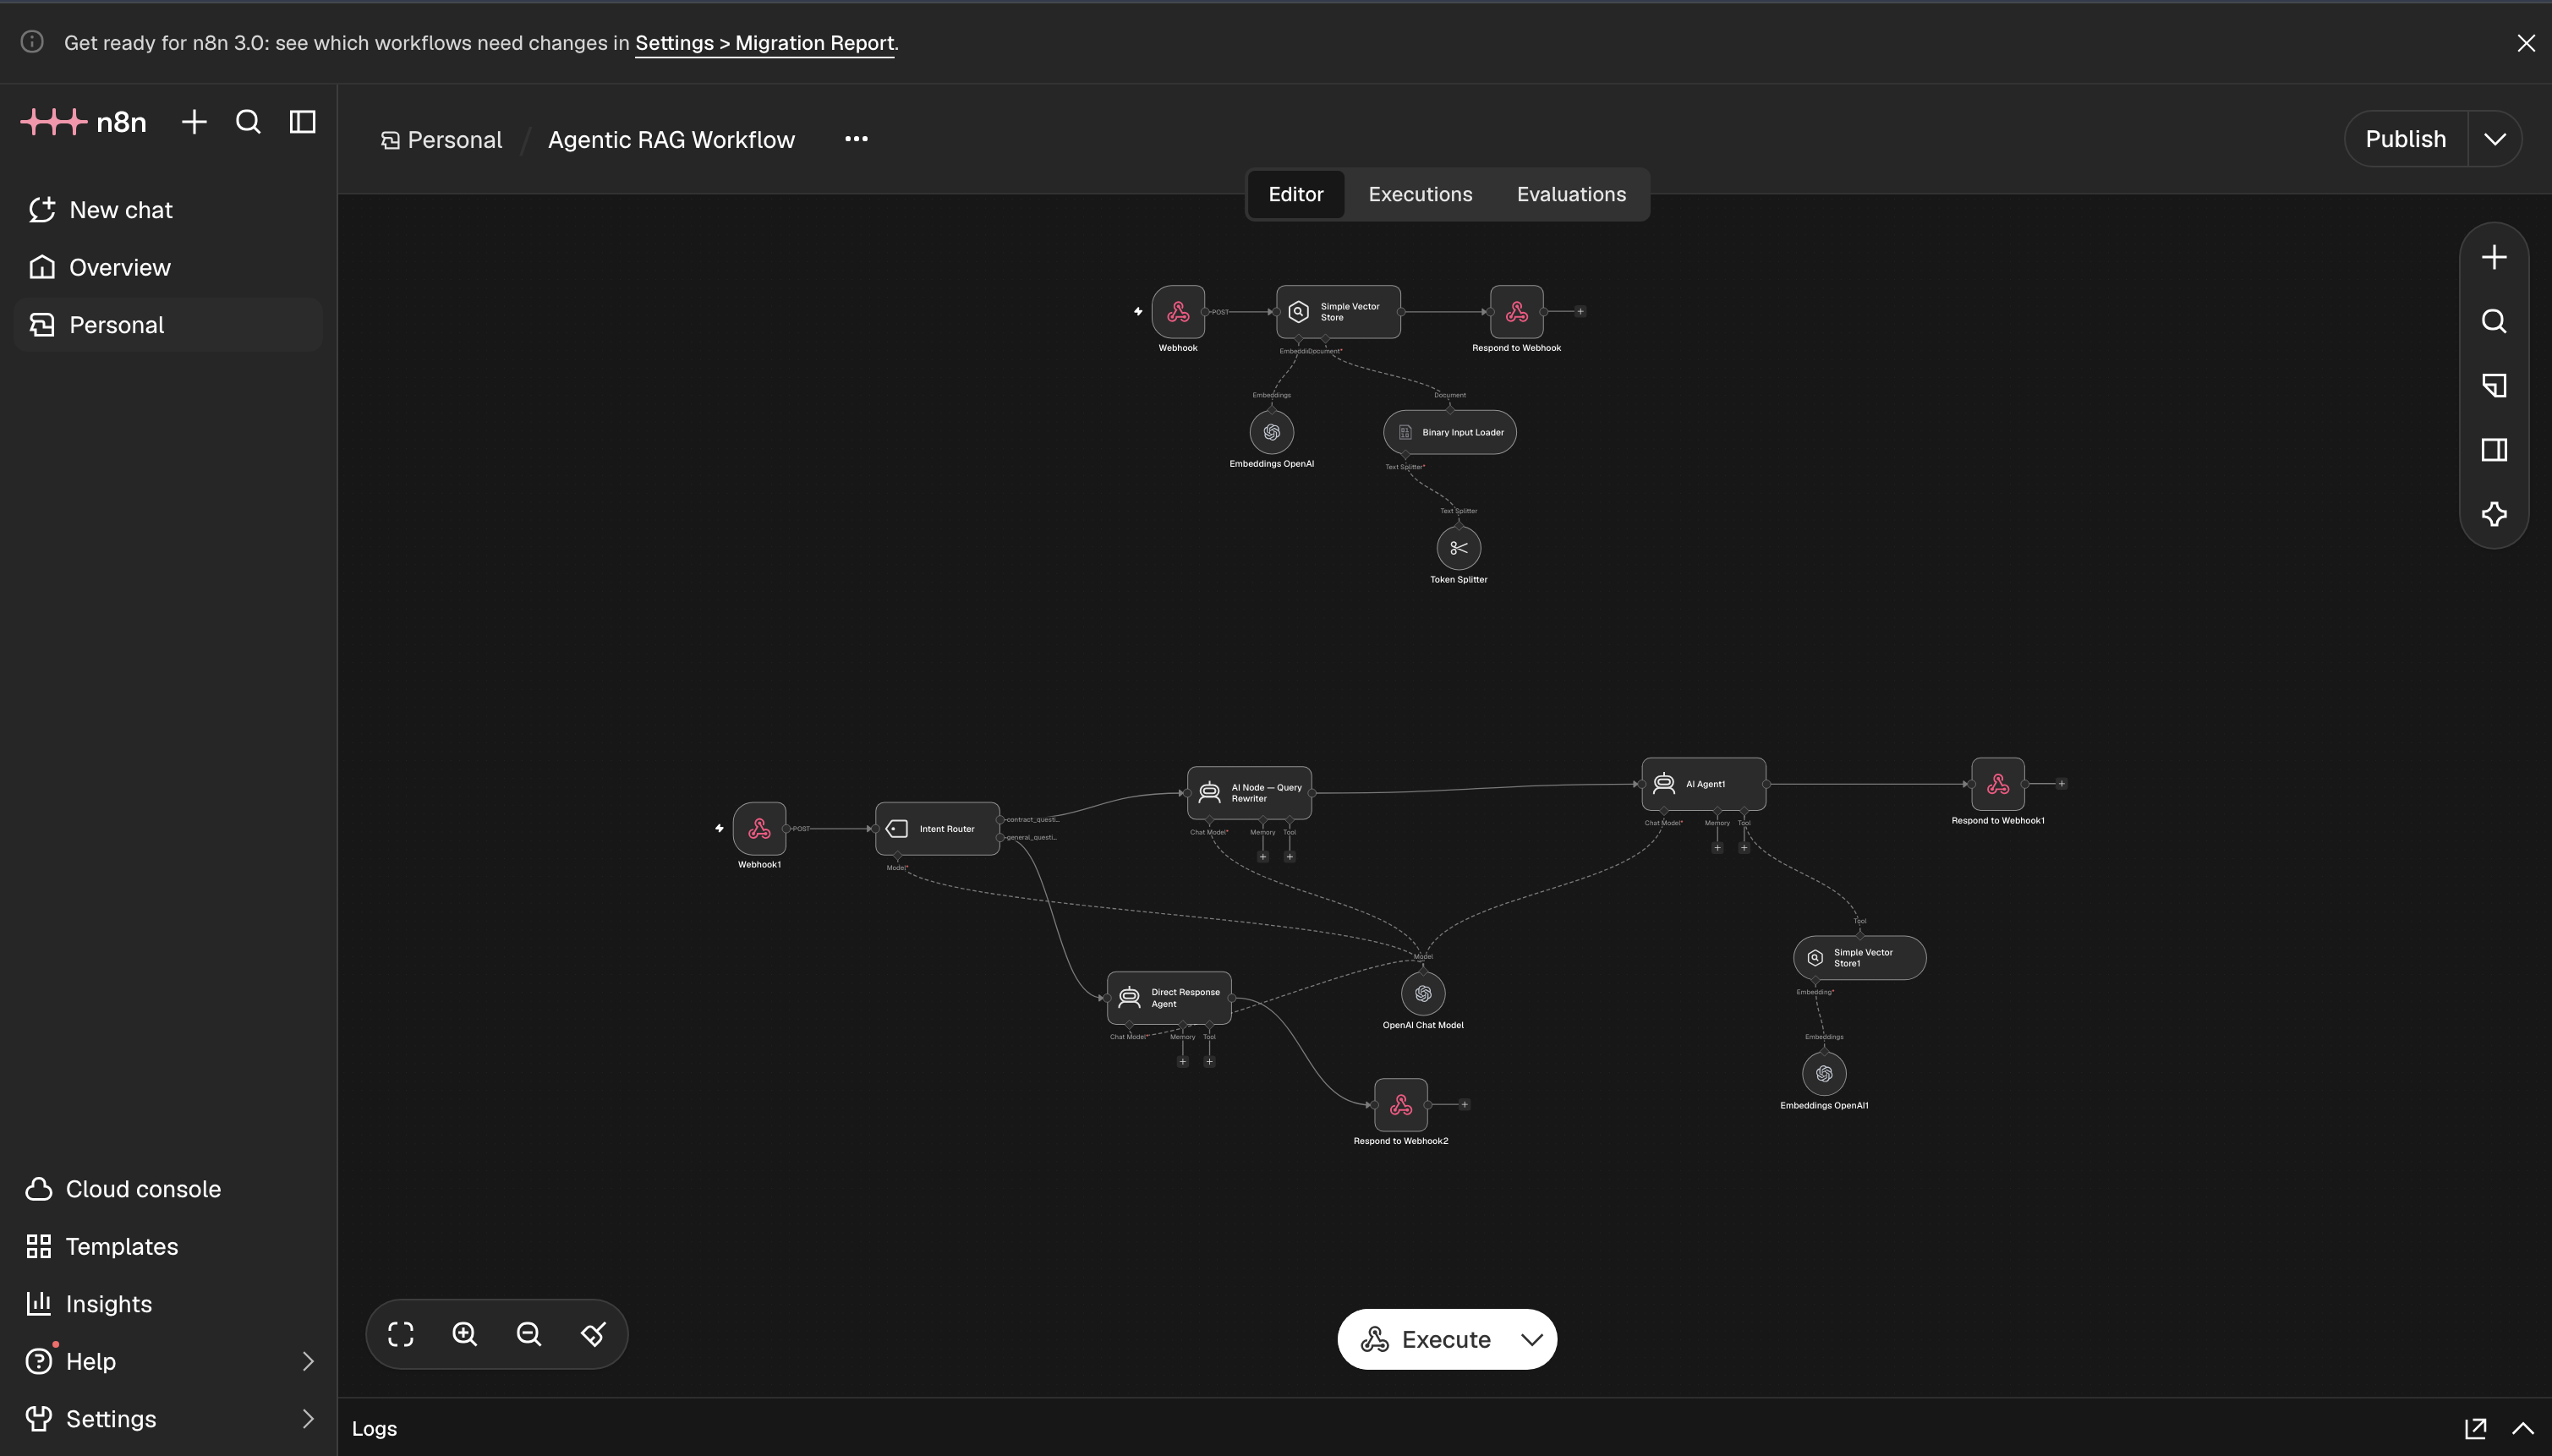 Get ready for n8n 3.0: see which workflows need changes in Settings > Migration Report.
n8n
Personal / Agentic RAG Workflow
Publish
Editor
Executions
Evaluations
New chat
Overview
Personal
POST
Simple Vector
Store
Webhook
Respond to Webhook
Embeddings
Document
Embeddings OpenAI
Binary Input Loader
Text Splitter*
Text Splitter
Token Splitter
POST
Webhook1
Intent Router
contract_questi...
general_questi...
Model*
AI Node — Query
Rewriter
Chat Model*
Memory
Tool
AI Agent1
Chat Model*
Memory
Tool
Respond to Webhook1
Tool
Simple Vector
Store1
Embedding*
Embeddings
Embeddings OpenAI1
Model
OpenAI Chat Model
Direct Response
Agent
Chat Model*
Memory
Tool
Respond to Webhook2
Cloud console
Templates
Insights
Help
Settings
Execute
Logs